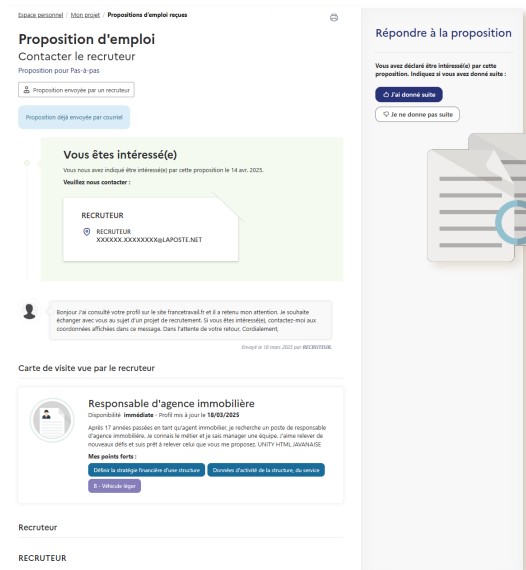 Espace personnel / Mon projet / Propositions d'emploi reçues
Proposition d'emploi
Contacter le recruteur
Proposition pour Pas-à-pas
Proposition envoyée par un recruteur
Proposition déjà envoyée par courriel
Vous êtes intéressé(e)
Vous nous avez indiqué être intéressé(e) par cette proposition le 14 avr. 2025.
Veuillez nous contacter :
RECRUTEUR
RECRUTEUR
XXXXXX.XXXXXXXX@LAPOSTE.NET
Bonjour J'ai consulté votre profil sur le site francetravail.fr et il a retenu mon attention. Je souhaite
échanger avec vous au sujet d'un projet de recrutement. Si vous êtes intéressé(e), contactez-moi aux
coordonnées affichées dans ce message. Dans l'attente de votre retour, Cordialement,
Envoyé le 18 mars 2025 par RECRUTEUR.
Carte de visite vue par le recruteur
Responsable d'agence immobilière
Disponibilité immédiate - Profil mis à jour le 18/03/2025
Après 17 années passées en tant qu'agent immobilier, je recherche un poste de responsable
d'agence immobilière. Je connais le métier et je sais manager une équipe. J'aime relever de
nouveaux défis et suis prêt à relever celui que vous me proposez. UNITY HTML JAVANAISE
Mes points forts :
Définir la stratégie financière d'une structure
Données d'activité de la structure, du service
B - Véhicule léger
Recruteur
RECRUTEUR
Répondre à la proposition
Vous avez déclaré être intéressé(e) par cette
proposition. Indiquez si vous avez donné suite :
J'ai donné suite
Je ne donne pas suite